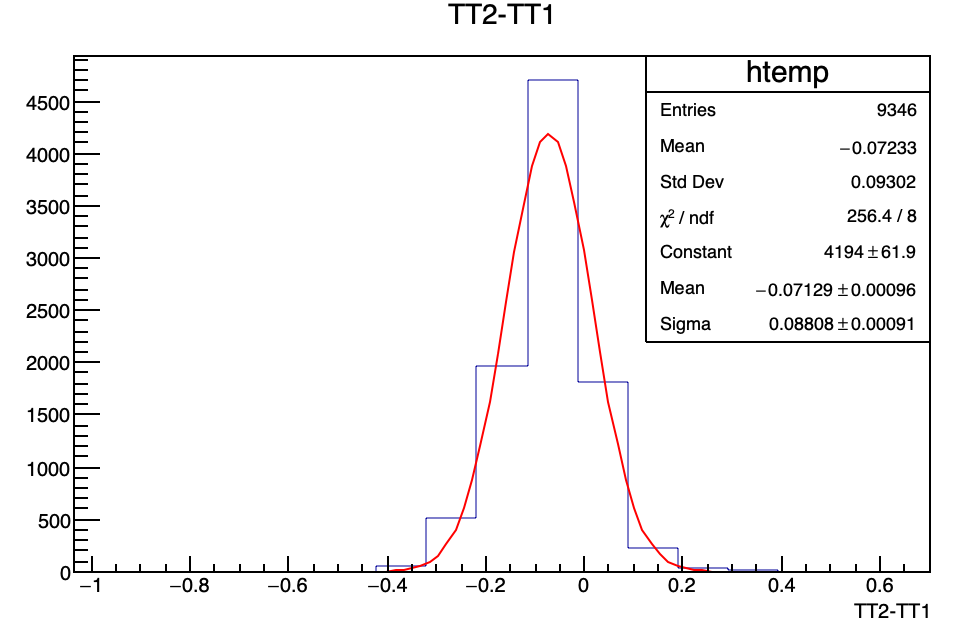 TT2-TT1
htemp
Entries 9346
Mean −0.07233
Std Dev 0.09302
χ² / ndf 256.4 / 8
Constant 4194 ± 61.9
Mean −0.07129 ± 0.00096
Sigma 0.08808 ± 0.00091
4500
4000
3500
3000
2500
2000
1500
1000
500
0
−1 −0.8 −0.6 −0.4 −0.2 0 0.2 0.4 0.6
TT2-TT1